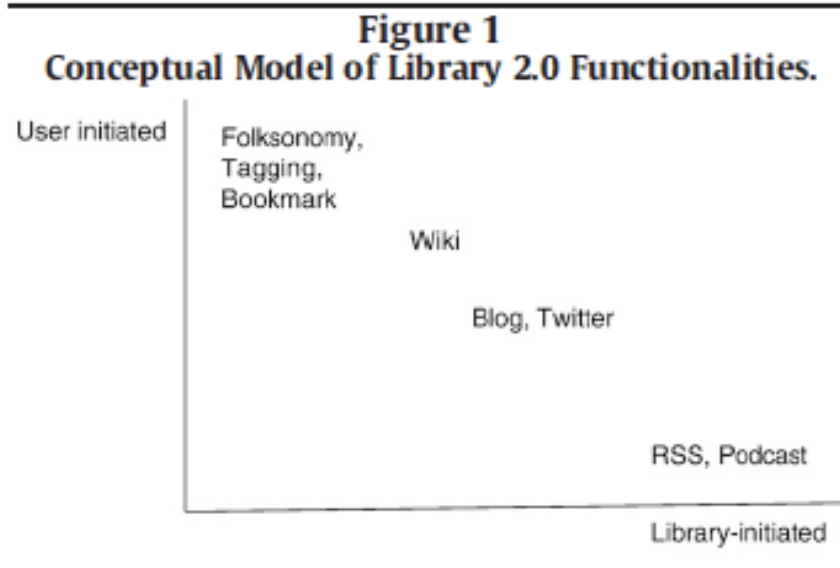 Figure 1
Conceptual Model of Library 2.0 Functionalities.
User initiated
Folksonomy,
Tagging,
Bookmark
Wiki
Blog, Twitter
RSS, Podcast
Library-initiated